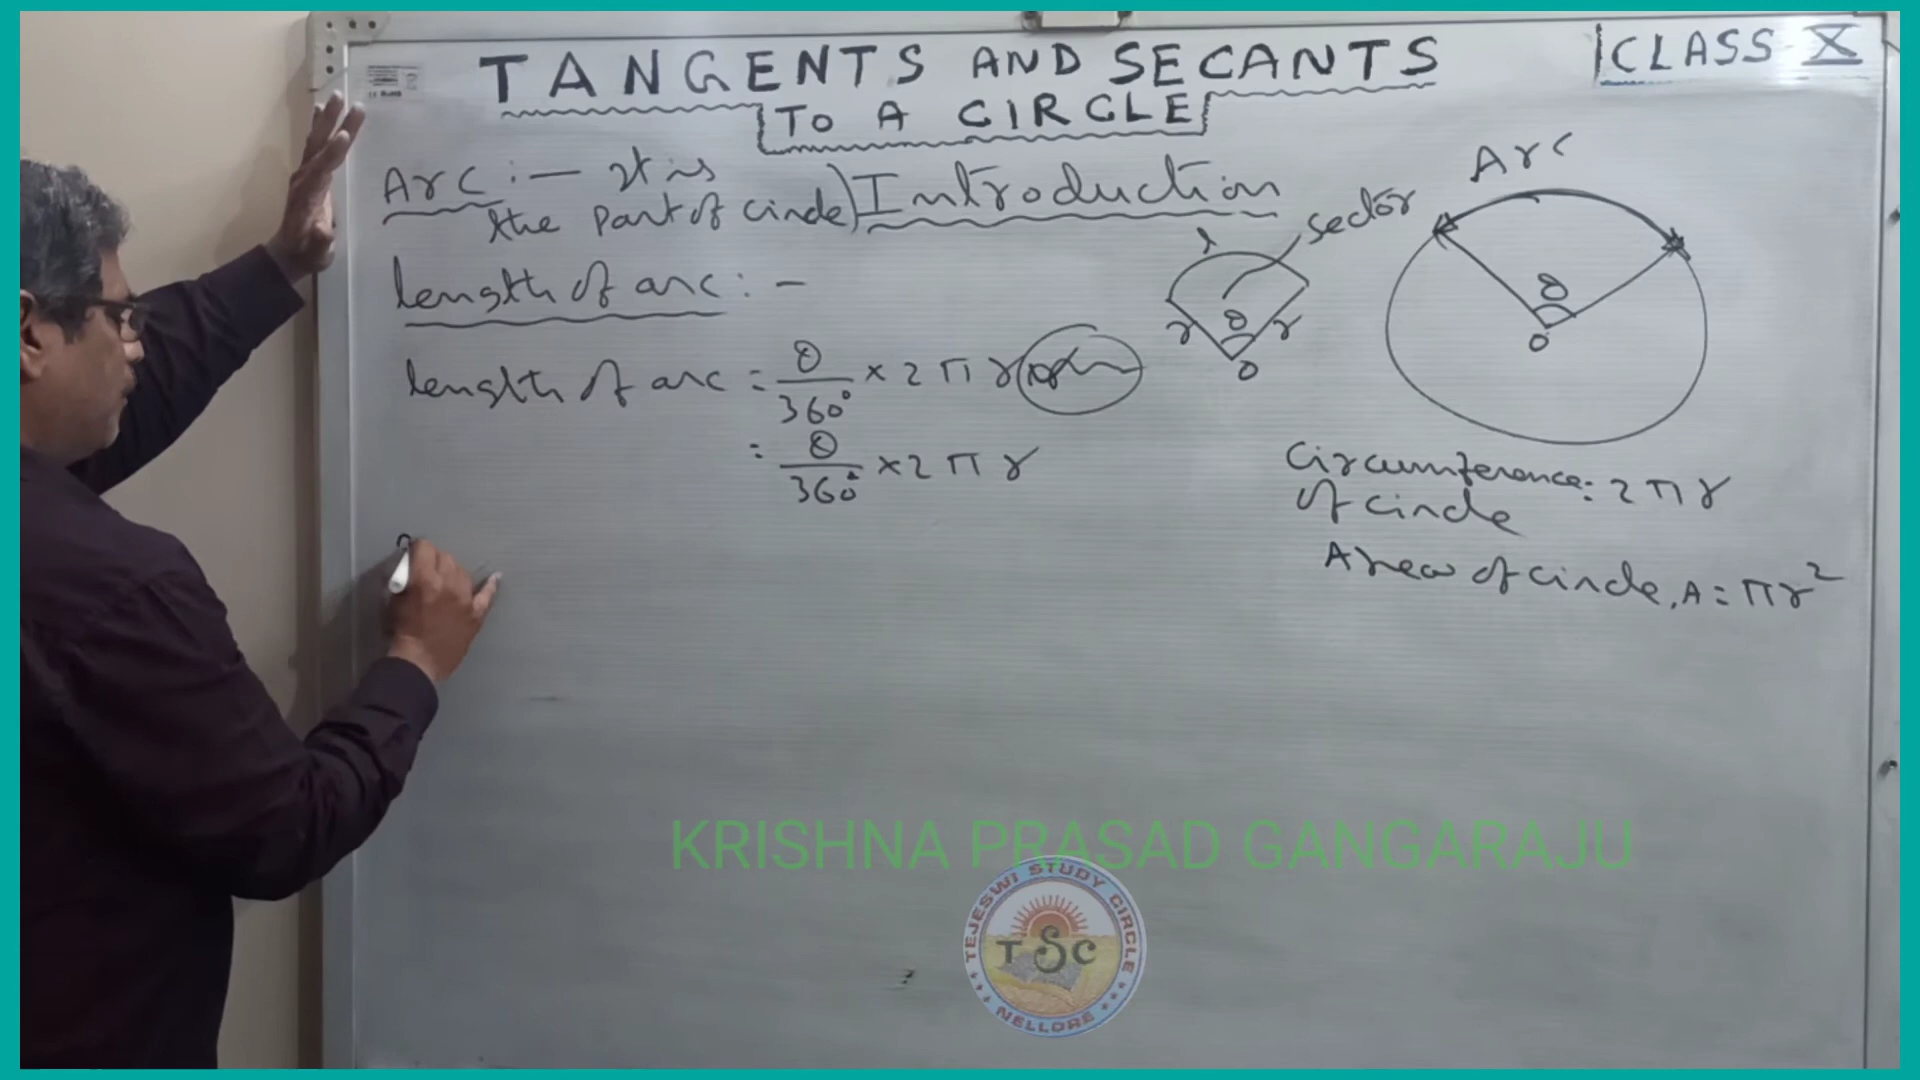 TANGENTS AND SECANTS
TO A CIRCLE
CLASS X
Arc :- It is
the part of circle
Introduction
length of arc : -
length of arc = θ/360° × 2πr
= θ/360° × 2πr
sector
l
r θ r
O
Arc
θ
O
Circumference = 2πr
of circle
Area of circle, A = πr²
KRISHNA PRASAD GANGARAJU
TEJESWI STUDY CIRCLE
TSC
NELLORE